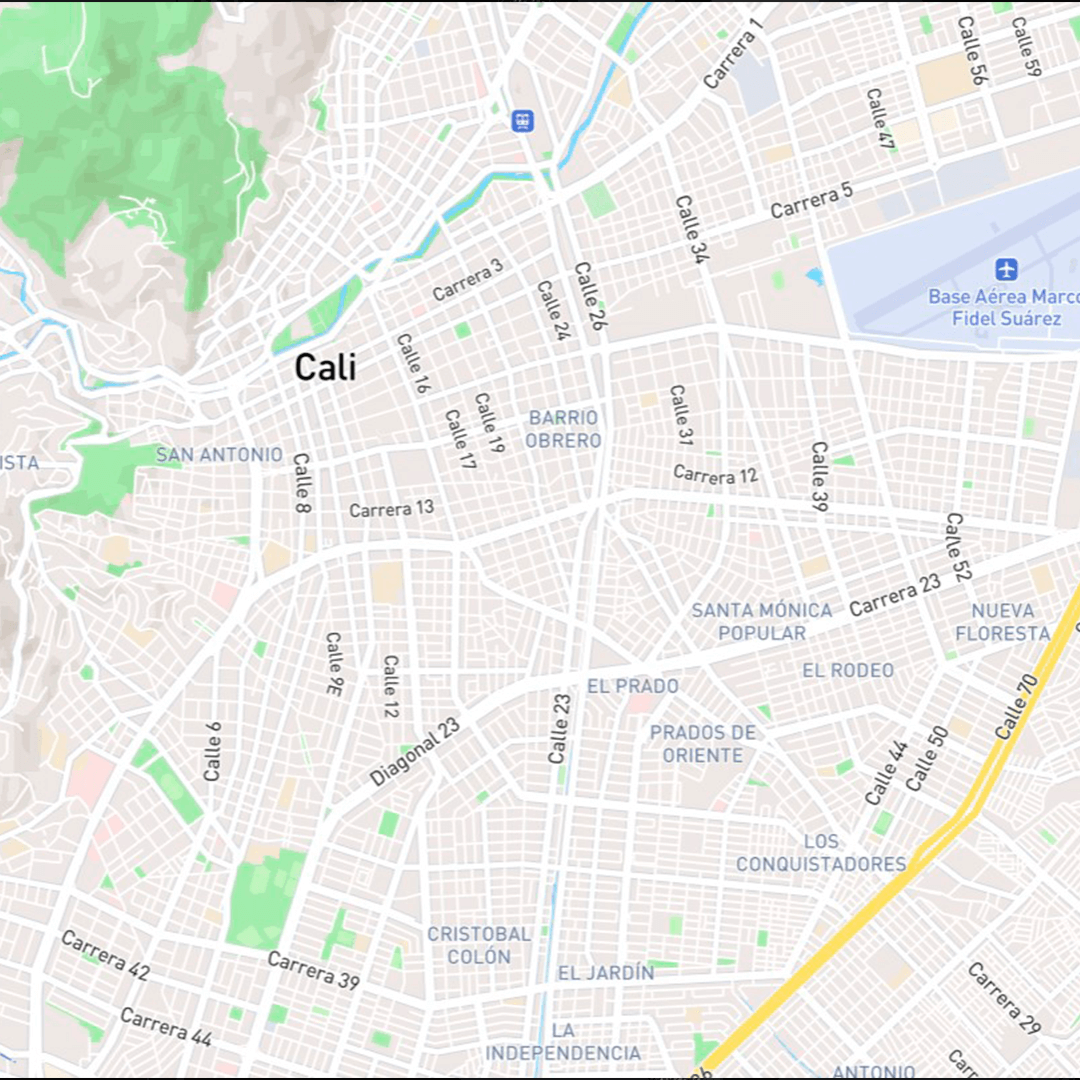 Carrera 1
Calle 56
Calle 59
Calle 47
Carrera 5
Calle 34
Base Aérea Marco
Fidel Suárez
Carrera 3
Calle 26
Calle 24
Cali
Calle 16
Calle 19
Calle 17
BARRIO
OBRERO
Calle 31
SAN ANTONIO
ISTA
Calle 8
Carrera 12
Calle 39
Carrera 13
Calle 52
Carrera 23
SANTA MÓNICA
POPULAR
NUEVA
FLORESTA
Calle 9E
Calle 12
EL RODEO
EL PRADO
Calle 6
Diagonal 23
Calle 23
PRADOS DE
ORIENTE
Calle 70
Calle 44
Calle 50
LOS
CONQUISTADORES
CRISTOBAL
COLÓN
EL JARDÍN
Carrera 42
Carrera 39
Carrera 29
Carrera 44
LA
INDEPENDENCIA
Carr
ANTONIO